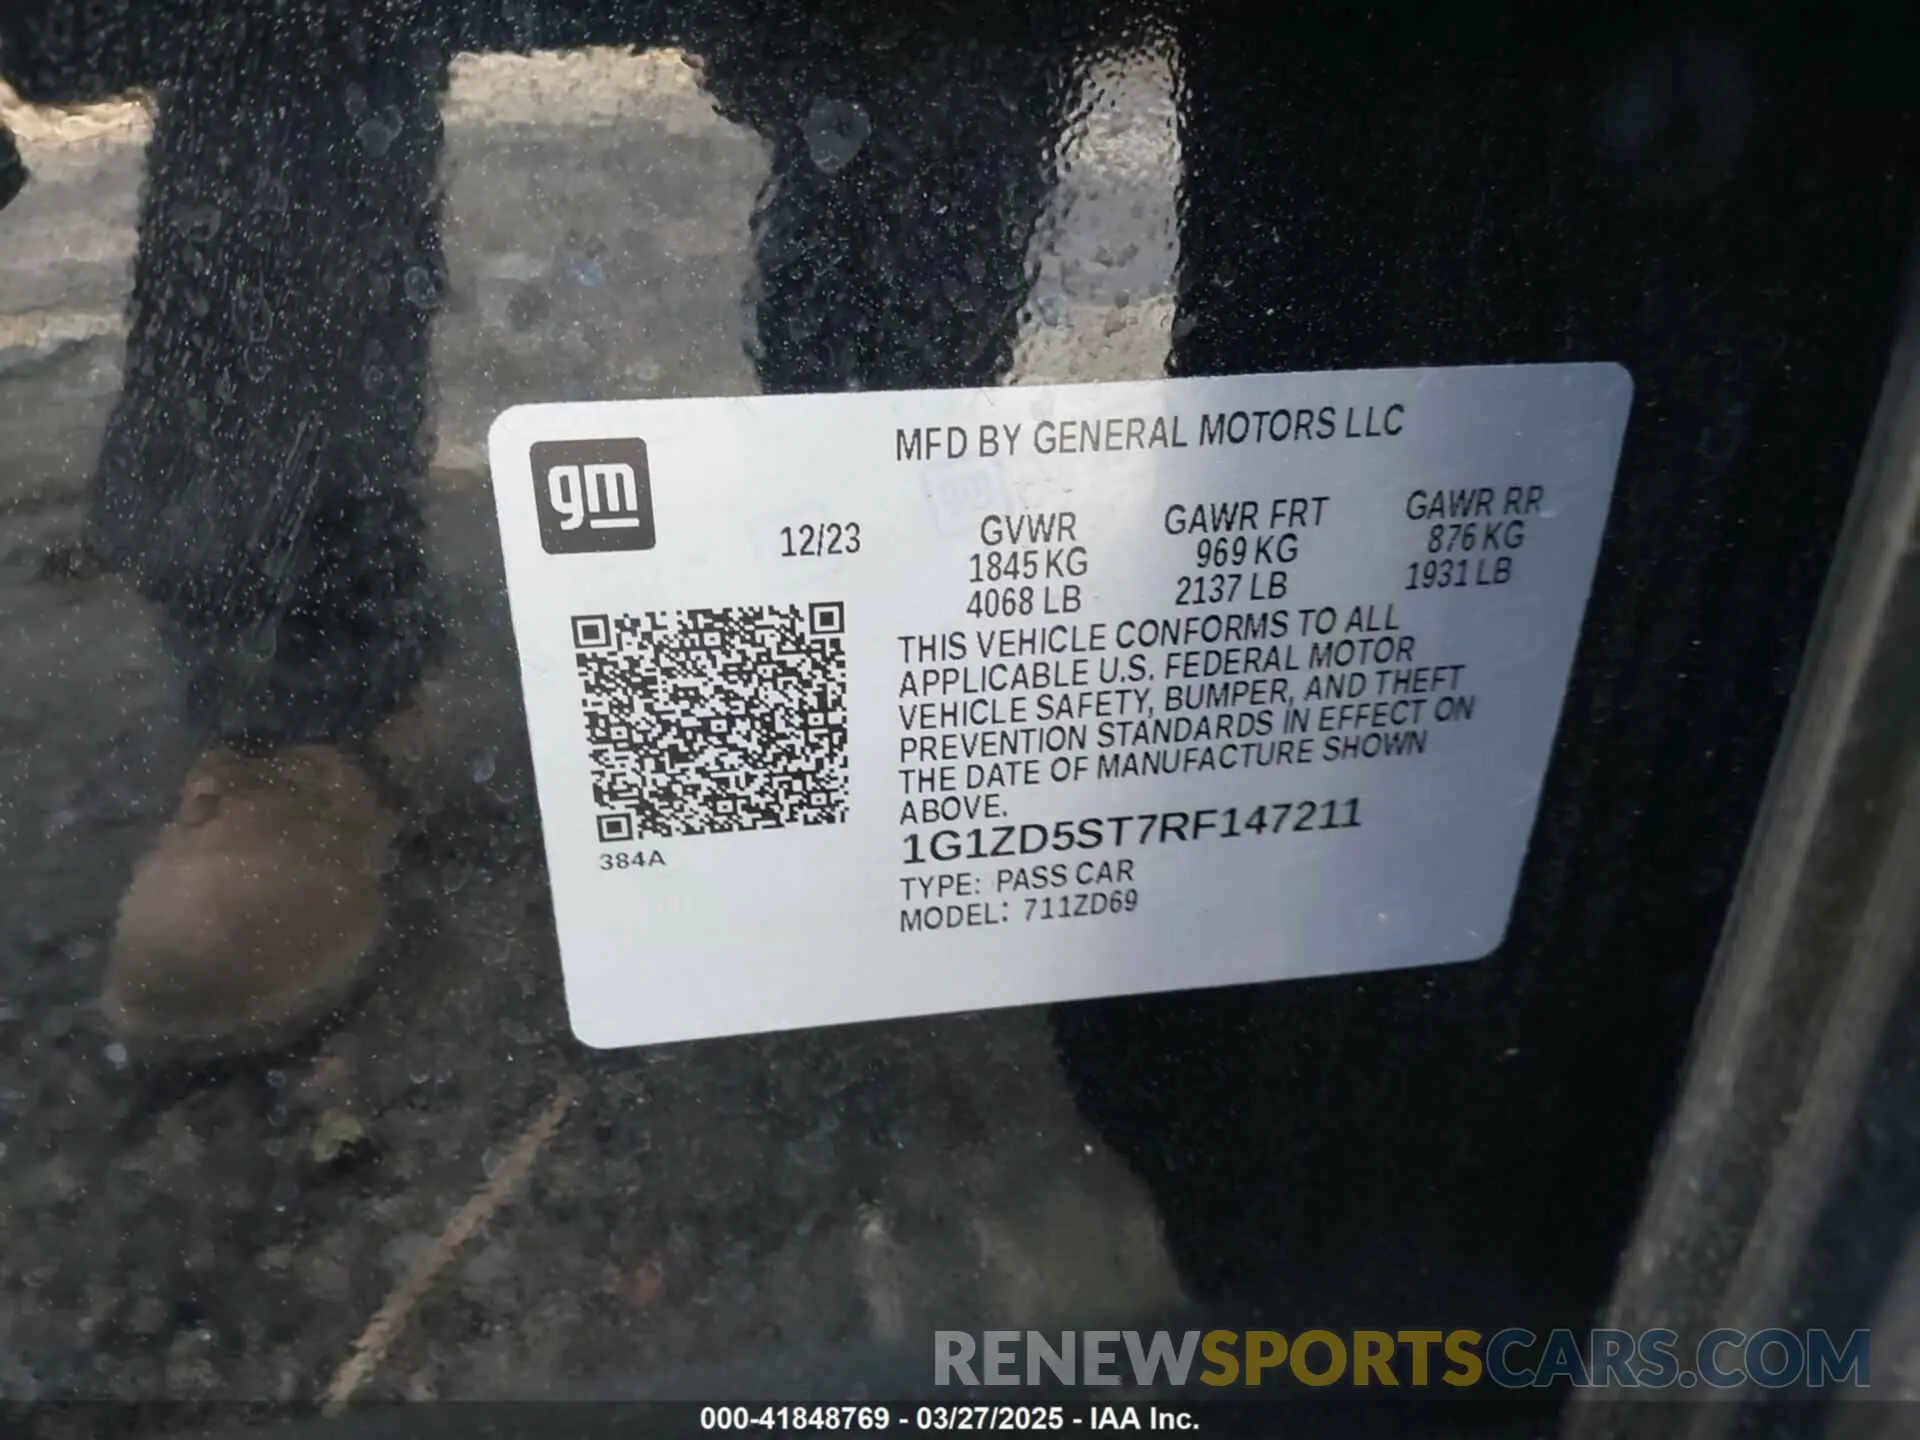 gm
MFD BY GENERAL MOTORS LLC
12/23
GVWR GAWR FRT GAWR RR
1845 KG 969 KG 876 KG
4068 LB 2137 LB 1931 LB
THIS VEHICLE CONFORMS TO ALL
APPLICABLE U.S. FEDERAL MOTOR
VEHICLE SAFETY, BUMPER, AND THEFT
PREVENTION STANDARDS IN EFFECT ON
THE DATE OF MANUFACTURE SHOWN
ABOVE.
1G1ZD5ST7RF147211
TYPE: PASS CAR
MODEL: 711ZD69
384A
RENEWSPORTSCARS.COM
000-41848769 - 03/27/2025 - IAA Inc.